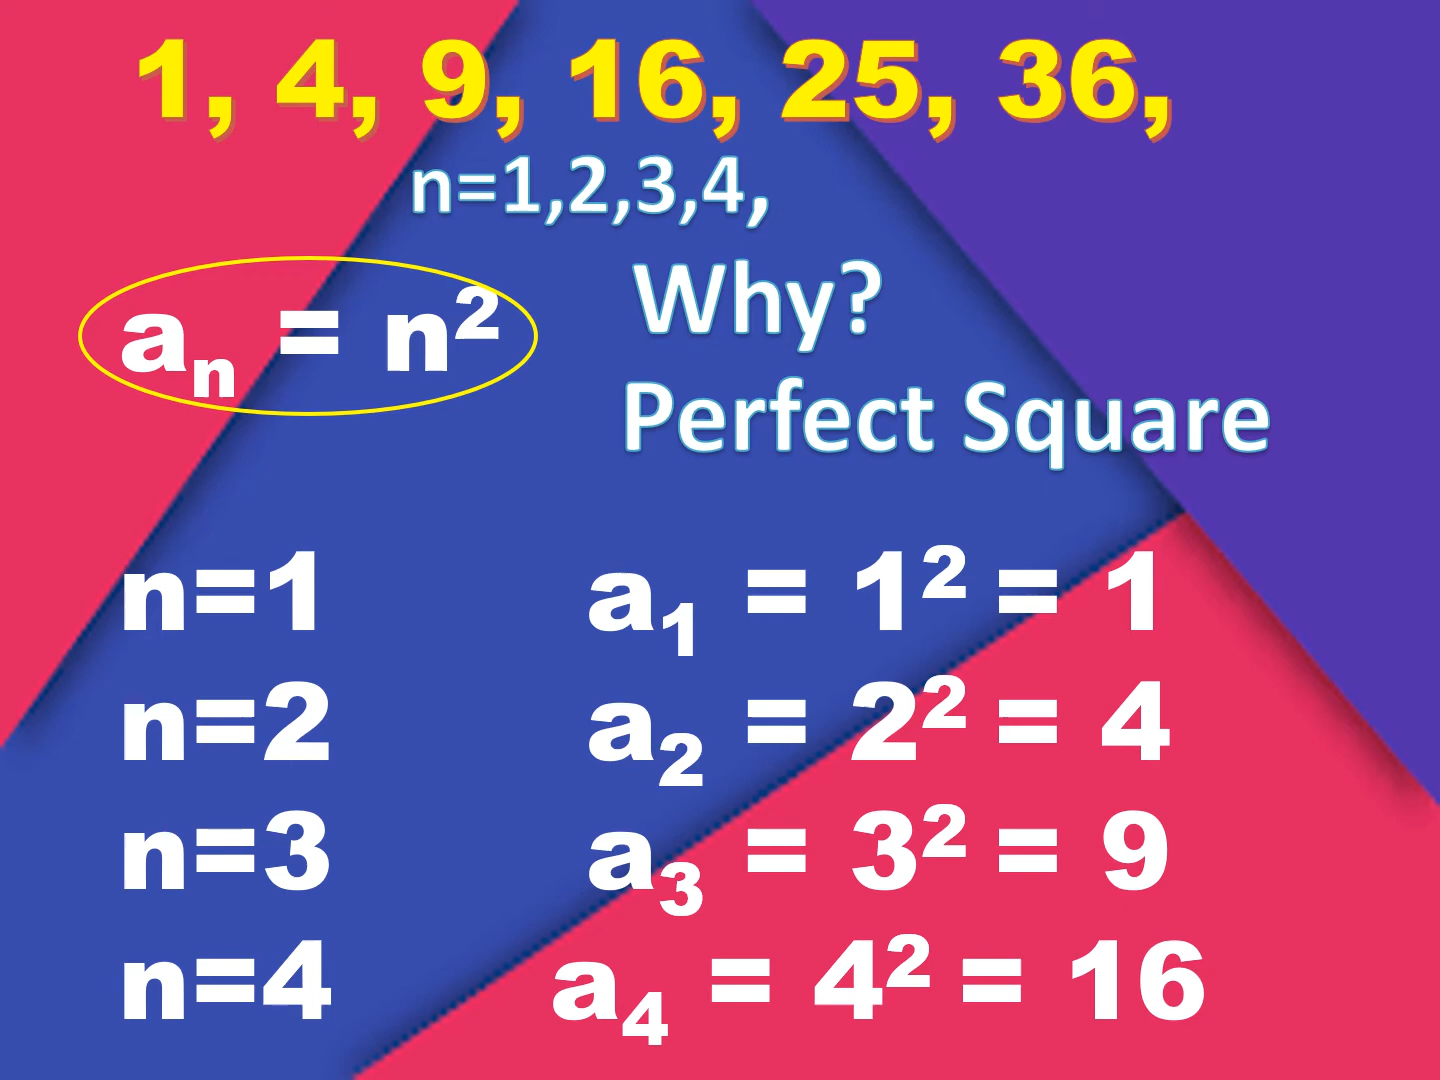 1, 4, 9, 16, 25, 36,
n=1,2,3,4,
aₙ = n²
Why?
Perfect Square
n=1 a₁ = 1² = 1
n=2 a₂ = 2² = 4
n=3 a₃ = 3² = 9
n=4 a₄ = 4² = 16